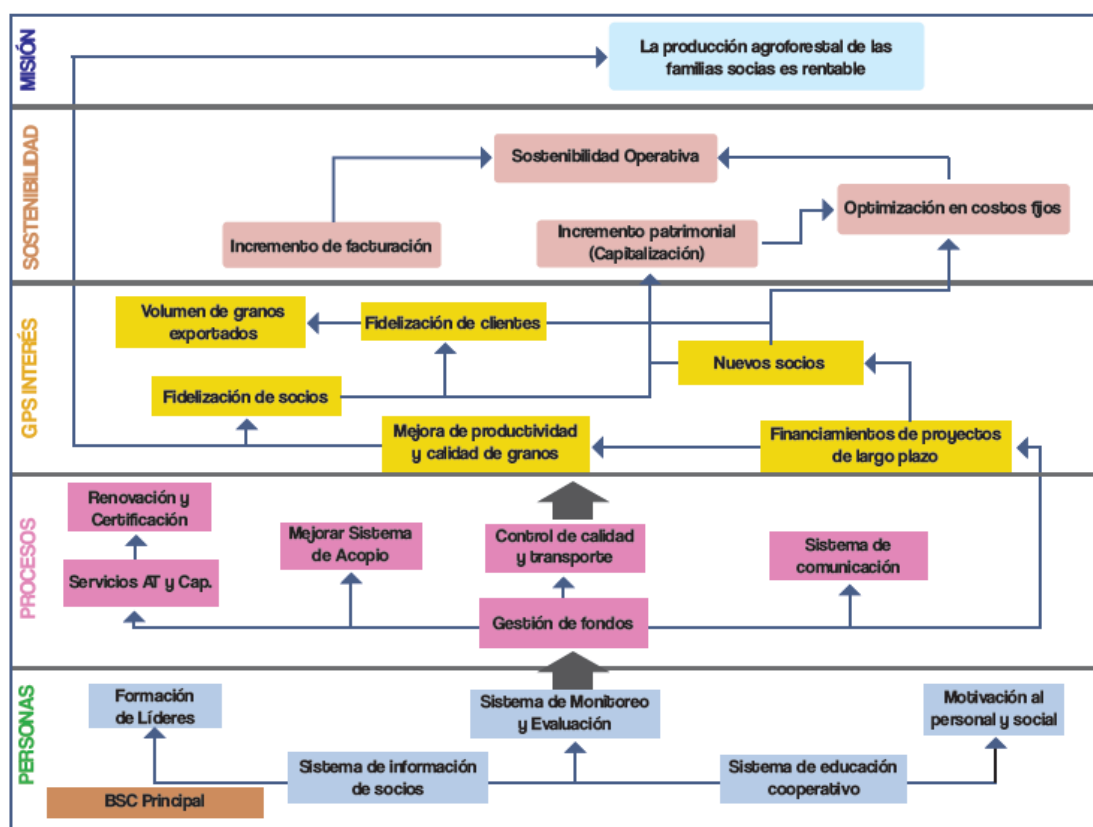 MISIÓN
La producción agroforestal de las
familias socias es rentable
SOSTENIBILIDAD
Sostenibilidad Operativa
Optimización en costos fijos
Incremento de facturación
Incremento patrimonial
(Capitalización)
GPS INTERÉS
Volumen de granos
exportados
Fidelización de clientes
Nuevos socios
Fidelización de socios
Mejora de productividad
y calidad de granos
Financiamientos de proyectos
de largo plazo
PROCESOS
Renovación y
Certificación
Mejorar Sistema
de Acopio
Control de calidad
y transporte
Sistema de
comunicación
Servicios AT y Cap.
Gestión de fondos
PERSONAS
Formación
de Líderes
Sistema de Monitoreo
y Evaluación
Motivación al
personal y social
Sistema de información
de socios
Sistema de educación
cooperativo
BSC Principal